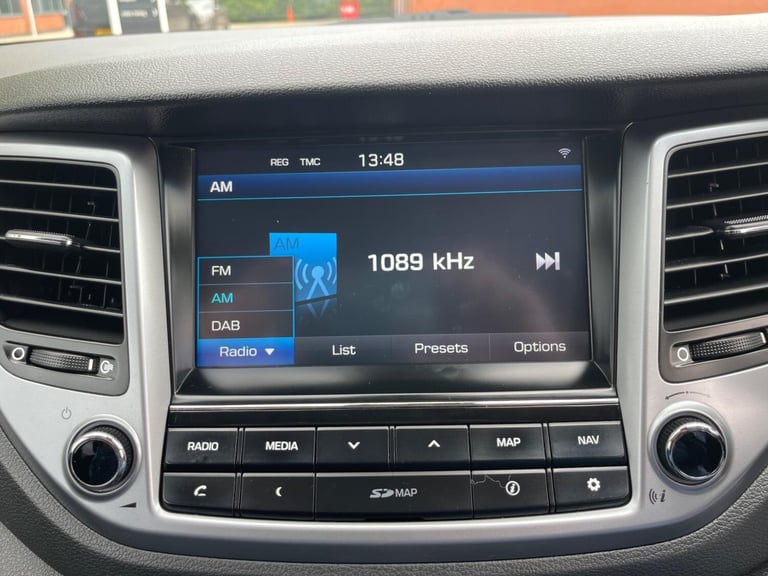 REG TMC 13:48
AM
AM
1089 kHz
FM
AM
DAB
Radio List Presets Options
RADIO MEDIA MAP NAV
SD MAP i
i